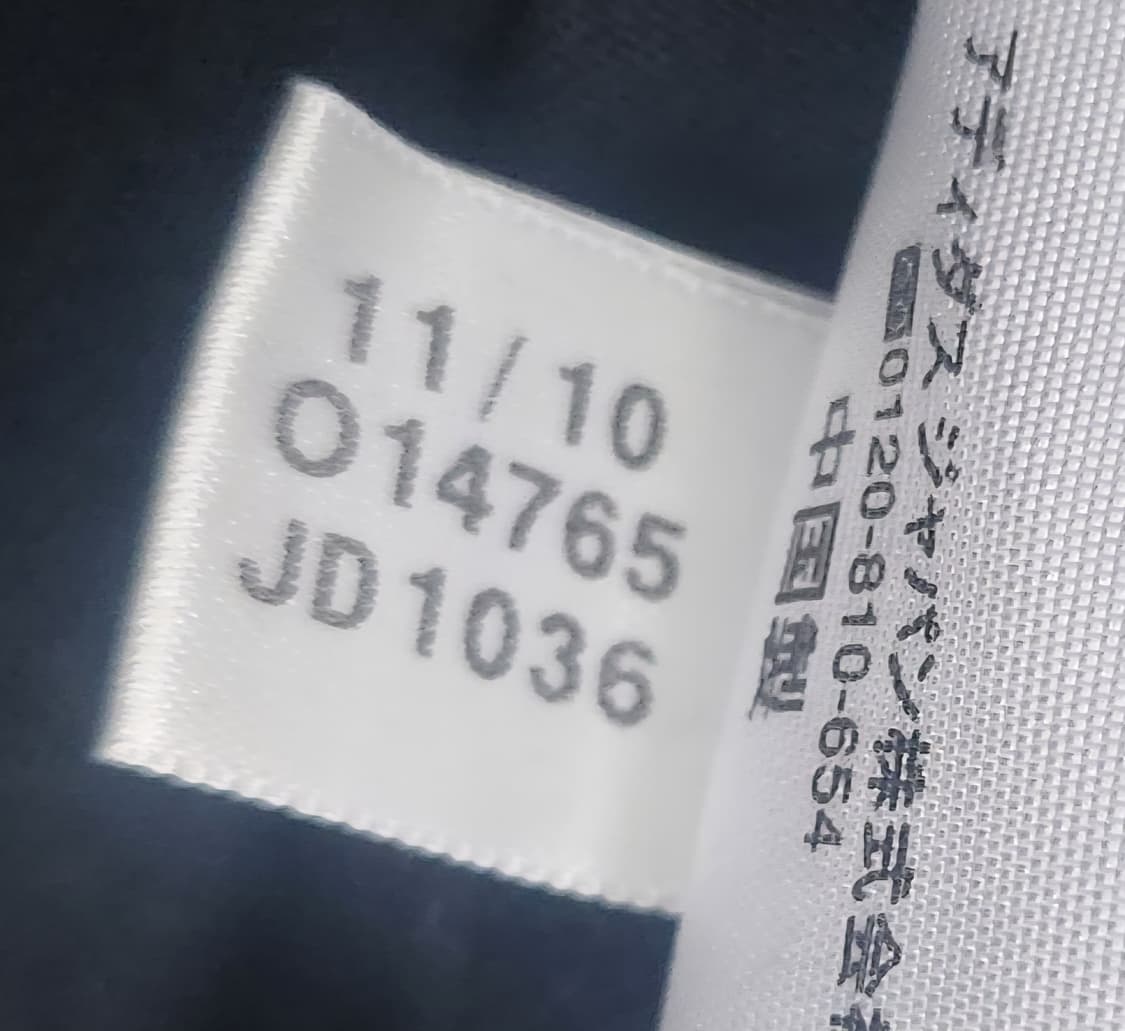 11/10
O14765
JD1036
アディダス ジャパン株式会
0120-810-654
中国製